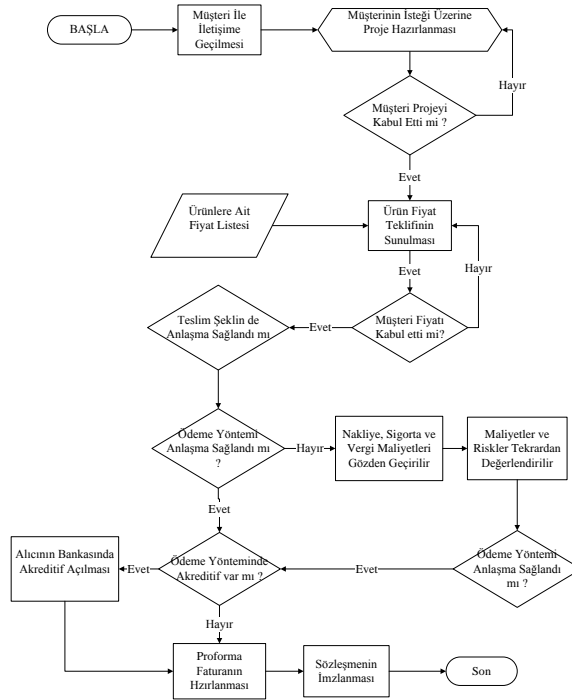 BAŞLA
Müşteri İle
İletişime
Geçilmesi
Müşterinin İsteği Üzerine
Proje Hazırlanması
Hayır
Müşteri Projeyi
Kabul Etti mi ?
Evet
Ürünlere Ait
Fiyat Listesi
Ürün Fiyat
Teklifinin
Sunulması
Evet
Hayır
Teslim Şeklin de
Anlaşma Sağlandı mı
Evet
Müşteri Fiyatı
Kabul etti mi?
Ödeme Yöntemi
Anlaşma Sağlandı mı
?
Hayır
Nakliye, Sigorta ve
Vergi Maliyetleri
Gözden Geçirilir
Maliyetler ve
Riskler Tekrardan
Değerlendirilir
Evet
Alıcının Bankasında
Akreditif Açılması
Evet
Ödeme Yönteminde
Akreditif var mı ?
Evet
Ödeme Yöntemi
Anlaşma Sağlandı
mı ?
Hayır
Proforma
Faturanın
Hzırlanması
Sözleşmenin
İmzlanması
Son